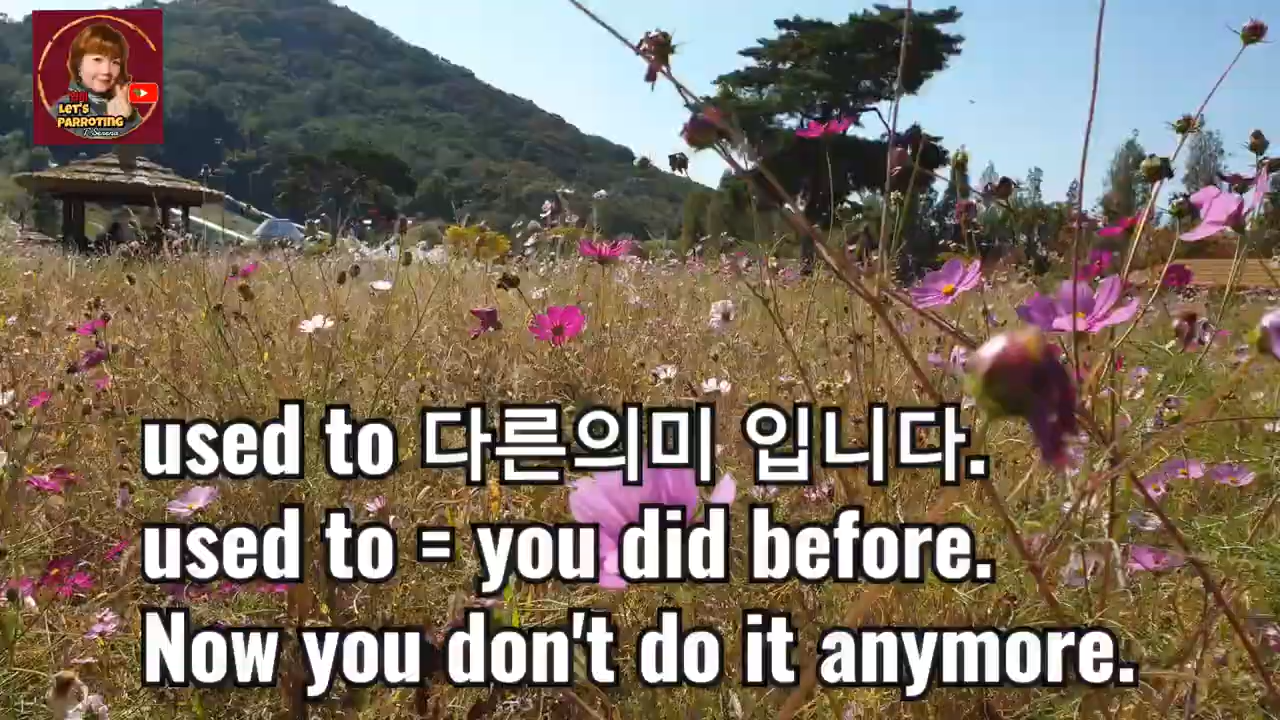 LET'S
PARROTING
used to 다른의미 입니다.
used to = you did before.
Now you don't do it anymore.